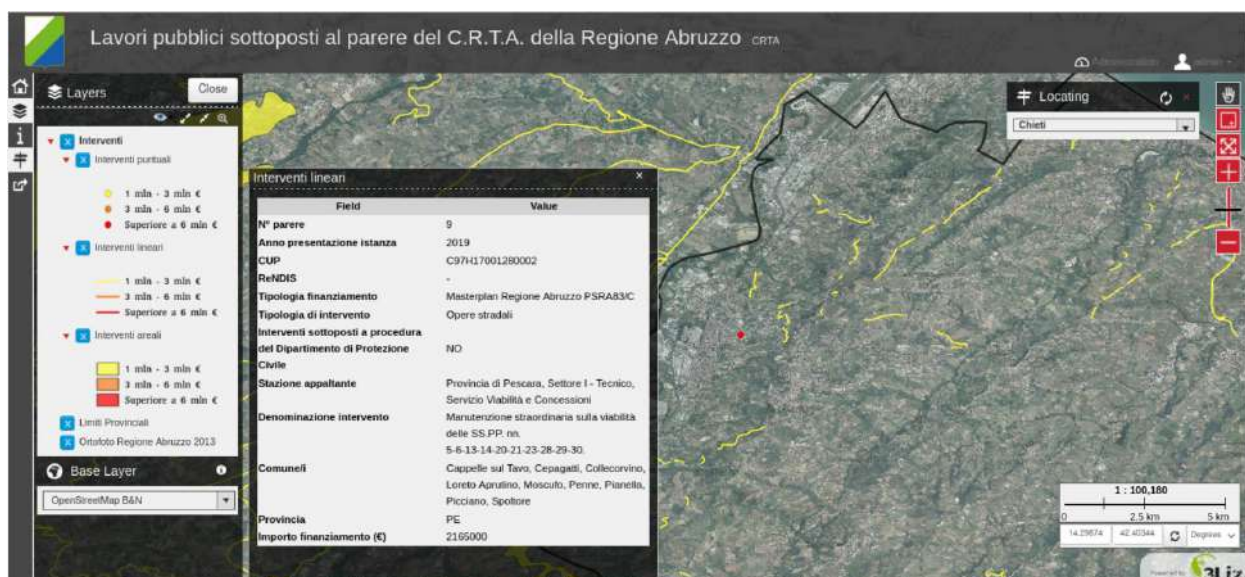 Lavori pubblici sottoposti al parere del C.R.T.A. della Regione Abruzzo CRTA
Administration admin
Layers Close
Interventi
Interventi puntuali
1 mln - 3 mln €
3 mln - 6 mln €
Superiore a 6 mln €
Interventi lineari
1 mln - 3 mln €
3 mln - 6 mln €
Superiore a 6 mln €
Interventi areali
1 mln - 3 mln €
3 mln - 6 mln €
Superiore a 6 mln €
Limiti Provinciali
Ortofoto Regione Abruzzo 2013
Base Layer
OpenStreetMap B&N
Interventi lineari ×
Field Value
N° parere 9
Anno presentazione istanza 2019
CUP C97H17001280002
ReNDIS -
Tipologia finanziamento Masterplan Regione Abruzzo PSRA83/C
Tipologia di intervento Opere stradali
Interventi sottoposti a procedura
del Dipartimento di Protezione NO
Civile
Stazione appaltante Provincia di Pescara, Settore I - Tecnico,
Servizio Viabilità e Concessioni
Denominazione intervento Manutenzione straordinaria sulla viabilità
delle SS.PP. nn.
5-6-13-14-20-21-23-28-29-30.
Comune/i Cappelle sul Tavo, Cepagatti, Collecorvino,
Loreto Aprutino, Moscufo, Penne, Pianella,
Picciano, Spoltore
Provincia PE
Importo finanziamento (€) 2165000
Locating
Chieti
1 : 100,180
0 2.5 km 5 km
14.29874 42.40344 Degrees
Powered by 3Liz